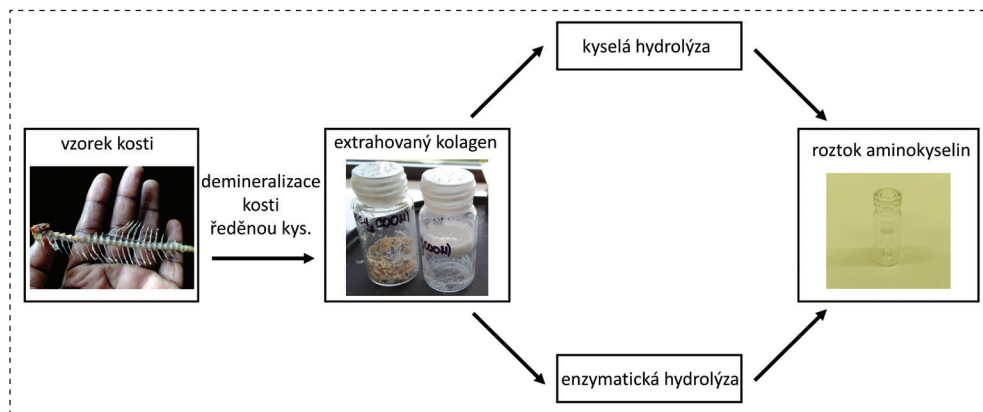 kyselá hydrolýza
vzorek kosti
demineralizace
kosti
ředěnou kys.
extrahovaný kolagen
roztok aminokyselin
enzymatická hydrolýza